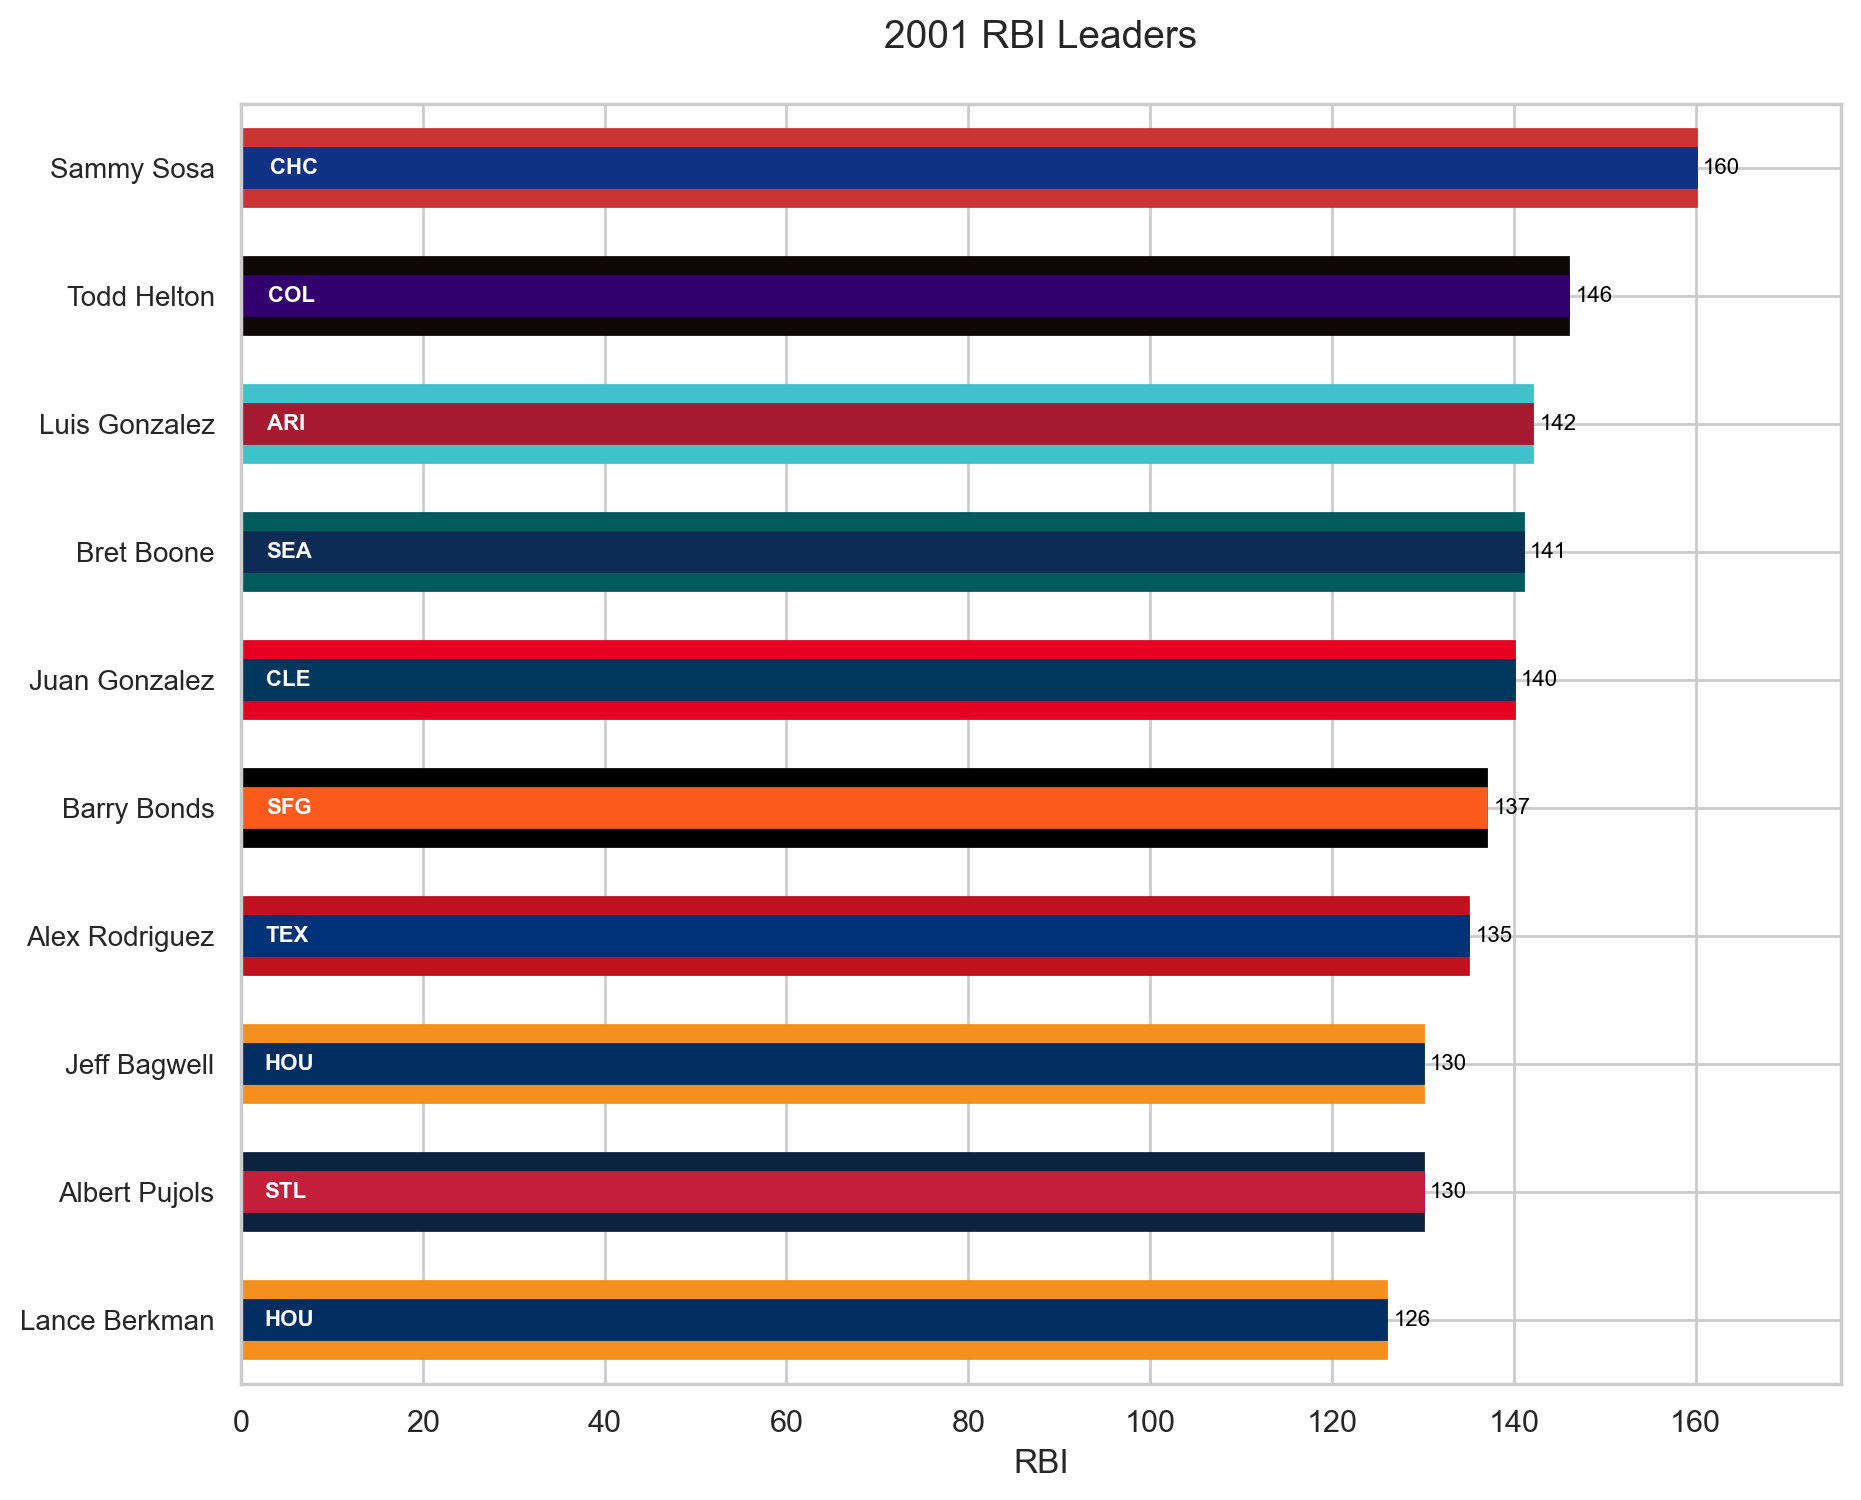 2001 RBI Leaders
Sammy Sosa CHC 160
Todd Helton COL 146
Luis Gonzalez ARI 142
Bret Boone SEA 141
Juan Gonzalez CLE 140
Barry Bonds SFG 137
Alex Rodriguez TEX 135
Jeff Bagwell HOU 130
Albert Pujols STL 130
Lance Berkman HOU 126
0 20 40 60 80 100 120 140 160
RBI